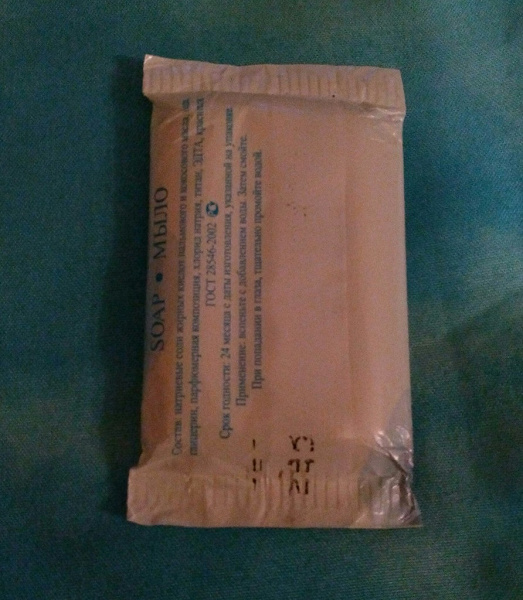 SOAP • МЫЛО
Состав: натриевые соли жирных кислот пальмового и кокосового масла,
глицерин, парфюмерная композиция, хлорид натрия, титан, ЭДТА, краситель
ГОСТ 28546-2002
Срок годности: 24 месяца с даты изготовления, указанной на упаковке.
Применение: вспеньте с добавлением воды. Затем смойте.
При попадании в глаза, тщательно промойте водой.